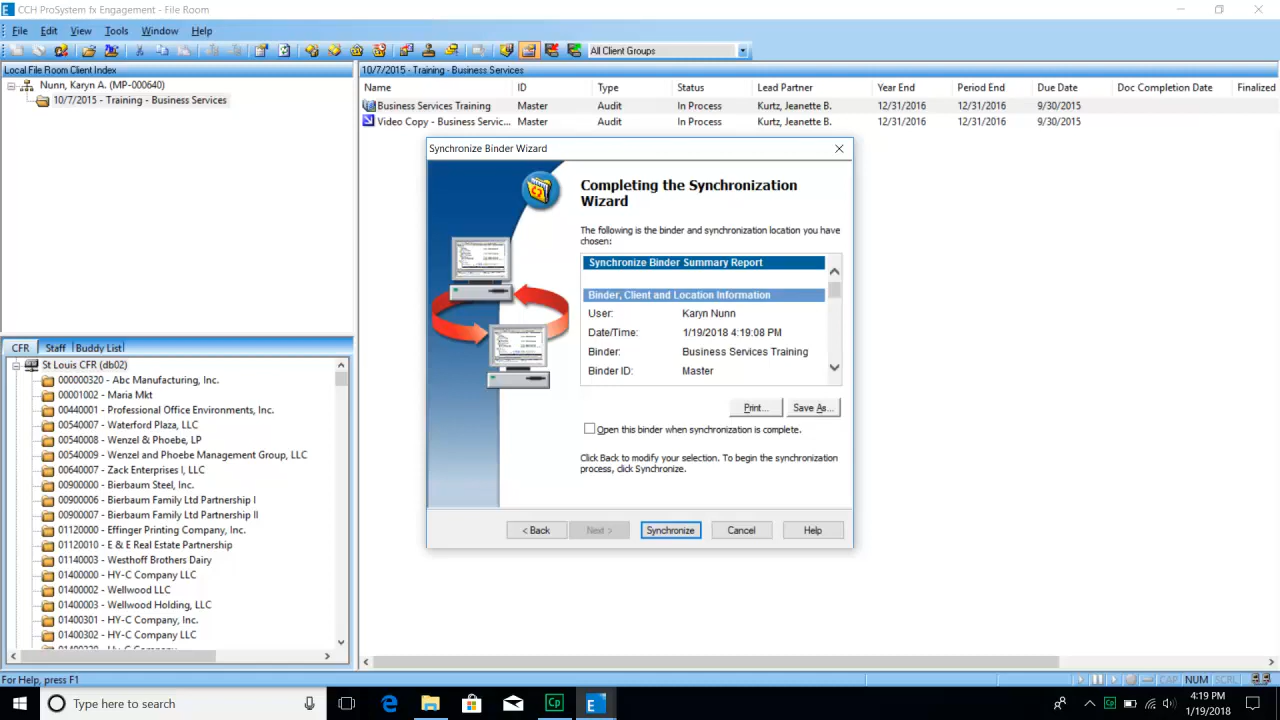 CCH ProSystem fx Engagement - File Room
File Edit View Tools Window Help
All Client Groups
Local File Room Client Index
Nunn, Karyn A. (MP-000640)
10/7/2015 - Training - Business Services
10/7/2015 - Training - Business Services
Name ID Type Status Lead Partner Year End Period End Due Date Doc Completion Date Finalized
Business Services Training Master Audit In Process Kurtz, Jeanette B. 12/31/2016 12/31/2016 9/30/2015
Video Copy - Business Servic... Master Audit In Process Kurtz, Jeanette B. 12/31/2016 12/31/2016 9/30/2015
Synchronize Binder Wizard
Completing the Synchronization
Wizard
The following is the binder and synchronization location you have
chosen:
Synchronize Binder Summary Report
Binder, Client and Location Information
User: Karyn Nunn
Date/Time: 1/19/2018 4:19:08 PM
Binder: Business Services Training
Binder ID: Master
Print... Save As...
Open this binder when synchronization is complete.
Click Back to modify your selection. To begin the synchronization
process, click Synchronize.
< Back Next > Synchronize Cancel Help
CFR Staff Buddy List
St Louis CFR (db02)
000000320 - Abc Manufacturing, Inc.
00001002 - Maria Mkt
00440001 - Professional Office Environments, Inc.
00540007 - Waterford Plaza, LLC
00540008 - Wenzel & Phoebe, LP
00540009 - Wenzel and Phoebe Management Group, LLC
00640007 - Zack Enterprises I, LLC
00900000 - Bierbaum Steel, Inc.
00900006 - Bierbaum Family Ltd Partnership I
00900007 - Bierbaum Family Ltd Partnership II
01120000 - Effinger Printing Company, Inc.
01120010 - E & E Real Estate Partnership
01140003 - Westhoff Brothers Dairy
01400000 - HY-C Company LLC
01400002 - Wellwood LLC
01400003 - Wellwood Holding, LLC
01400301 - HY-C Company, Inc.
01400302 - HY-C Company LLC
For Help, press F1
CAP NUM SCRL
Type here to search
4:19 PM
1/19/2018